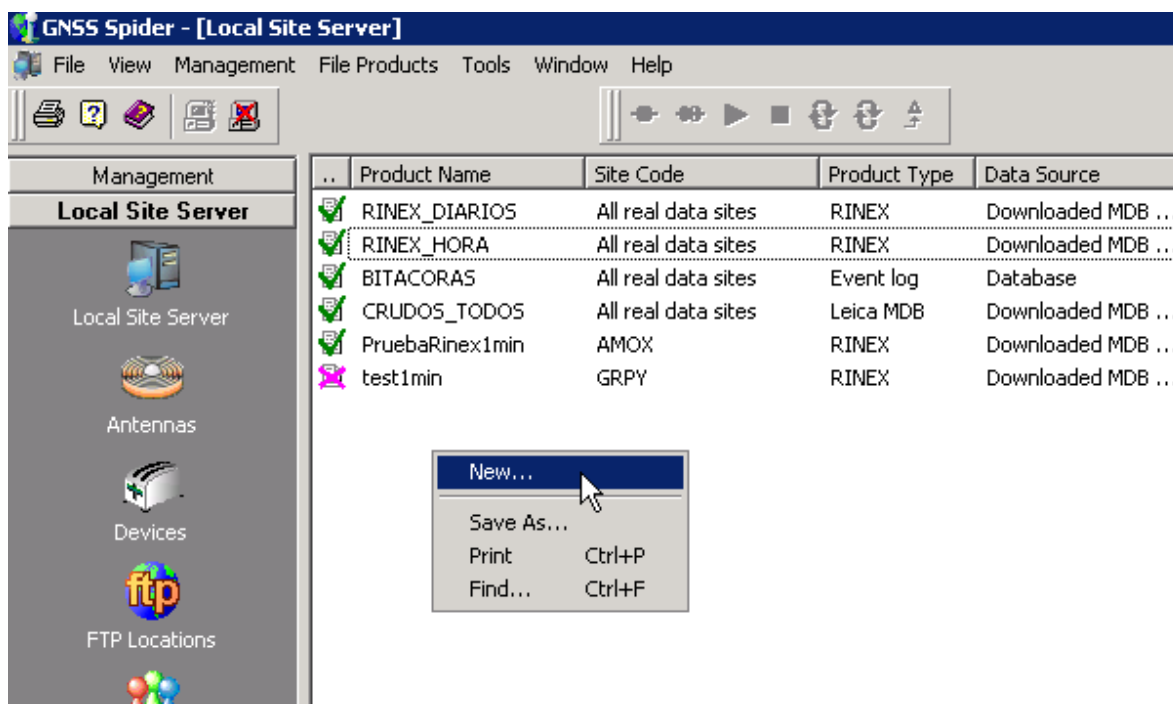 GNSS Spider - [Local Site Server]
File View Management File Products Tools Window Help
Management
Local Site Server
Local Site Server
Antennas
Devices
ftp
FTP Locations
.. Product Name Site Code Product Type Data Source
RINEX_DIARIOS All real data sites RINEX Downloaded MDB ...
RINEX_HORA All real data sites RINEX Downloaded MDB ...
BITACORAS All real data sites Event log Database
CRUDOS_TODOS All real data sites Leica MDB Downloaded MDB ...
PruebaRinex1min AMOX RINEX Downloaded MDB ...
test1min GRPY RINEX Downloaded MDB ...
New...
Save As...
Print Ctrl+P
Find... Ctrl+F